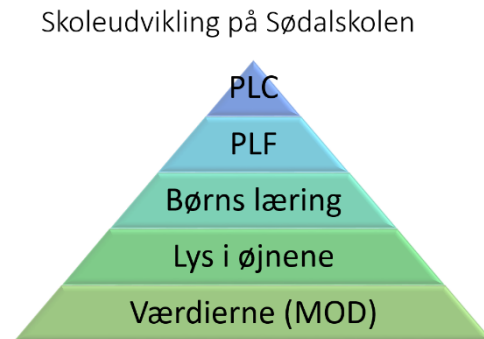 Skoleudvikling på Sødalskolen
PLC
PLF
Børns læring
Lys i øjnene
Værdierne (MOD)